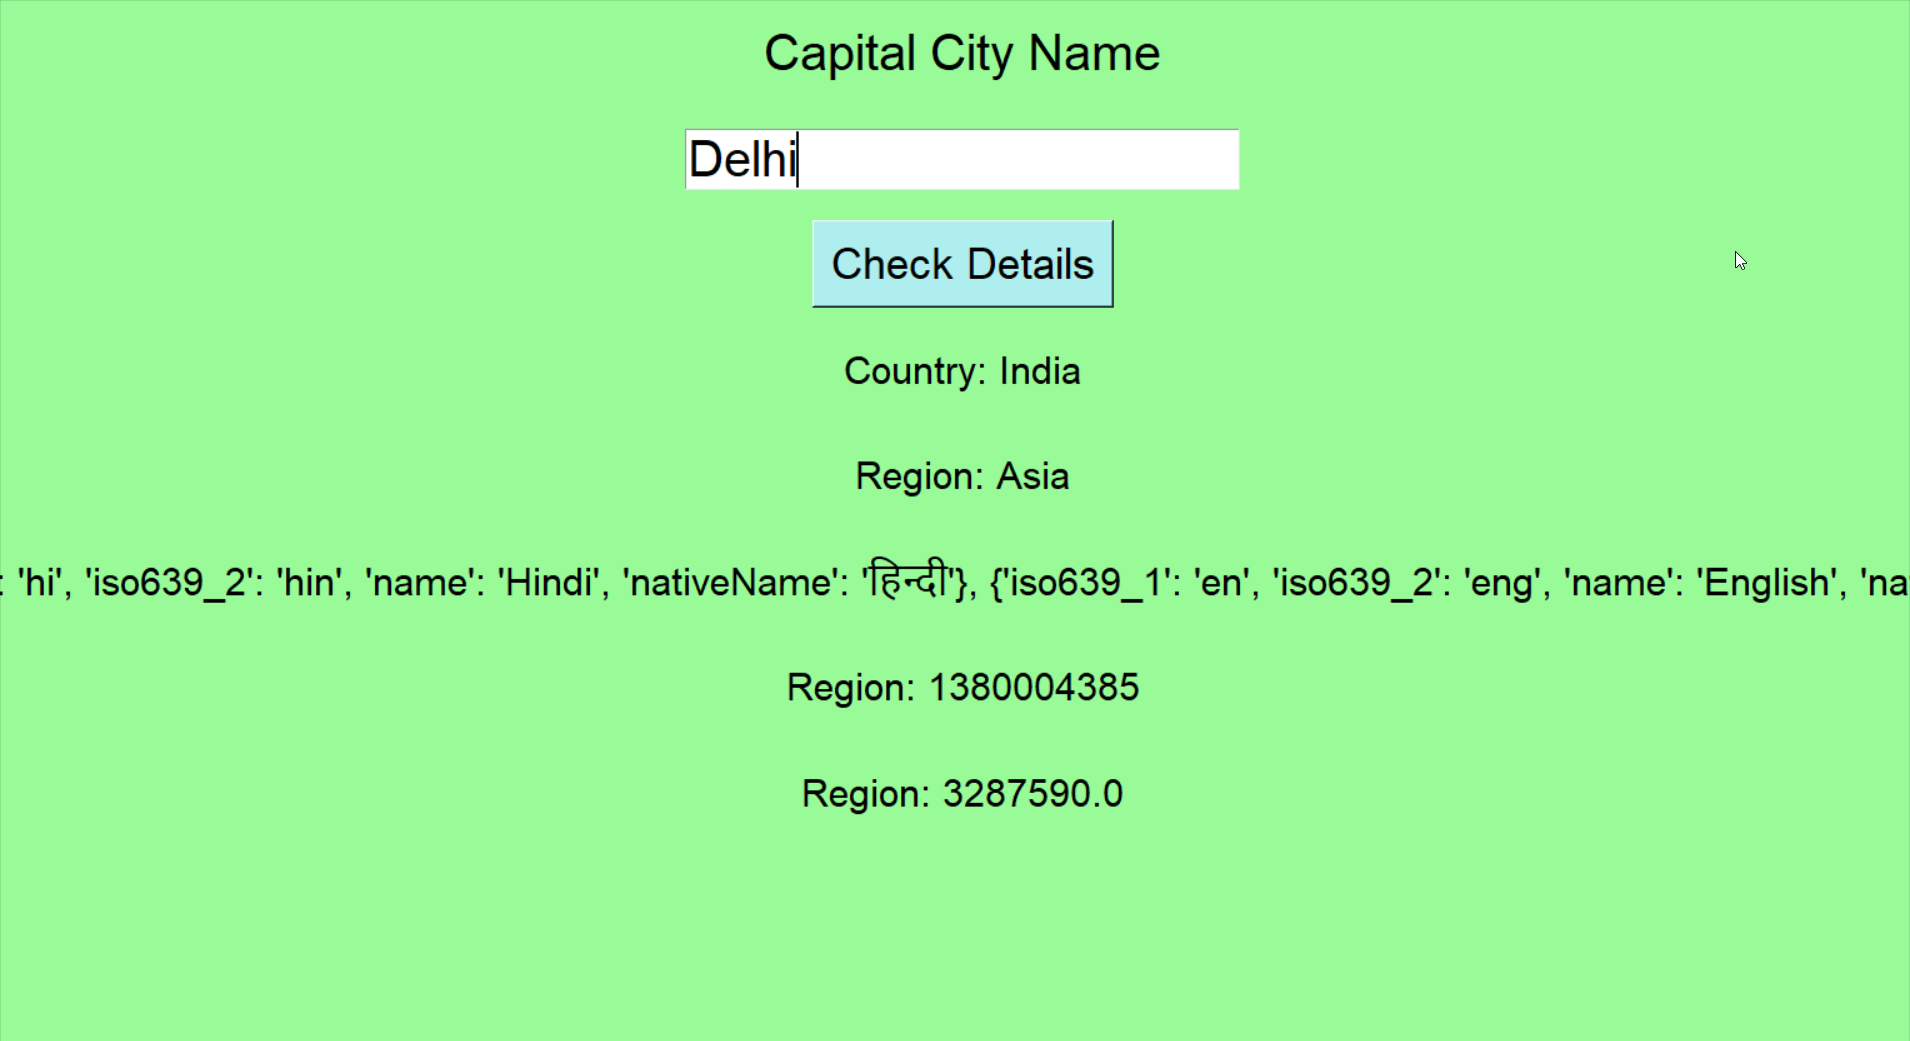 Capital City Name
Delhi
Check Details
Country: India
Region: Asia
: 'hi', 'iso639_2': 'hin', 'name': 'Hindi', 'nativeName': 'हिन्दी'}, {'iso639_1': 'en', 'iso639_2': 'eng', 'name': 'English', 'na
Region: 1380004385
Region: 3287590.0